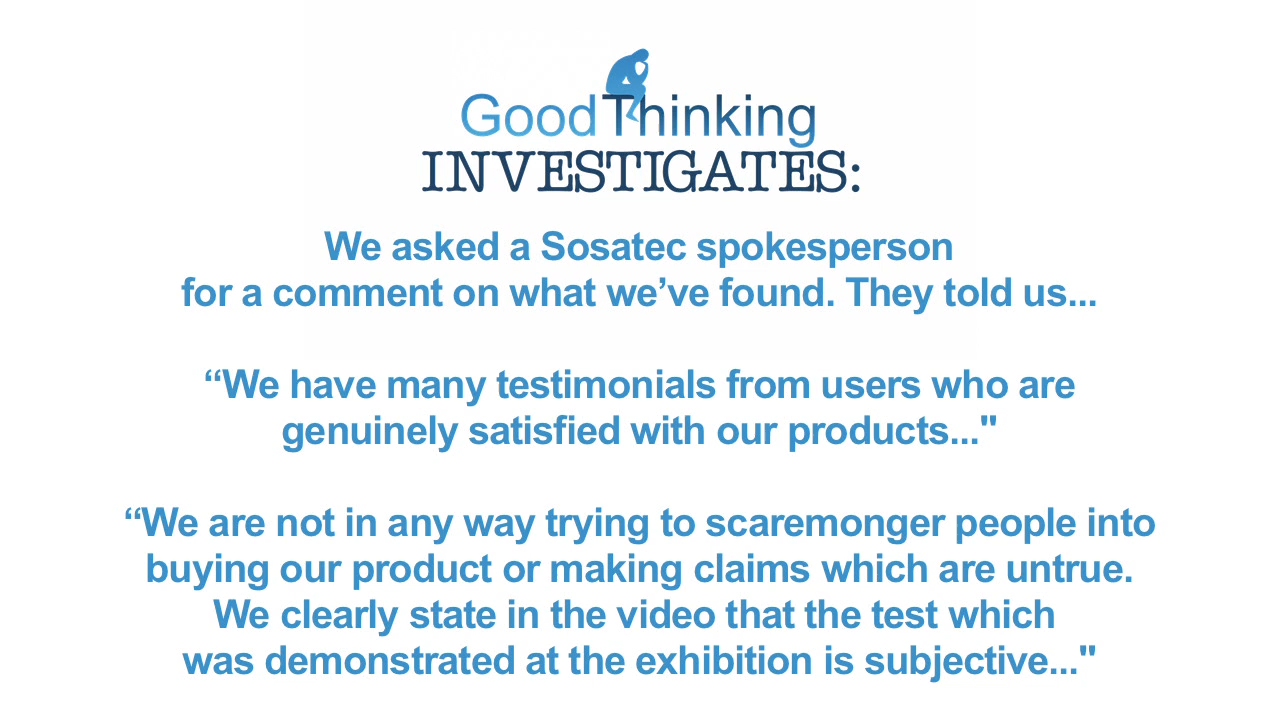 Good Thinking
INVESTIGATES:
We asked a Sosatec spokesperson
for a comment on what we’ve found. They told us...
“We have many testimonials from users who are
genuinely satisfied with our products..."
“We are not in any way trying to scaremonger people into
buying our product or making claims which are untrue.
We clearly state in the video that the test which
was demonstrated at the exhibition is subjective..."